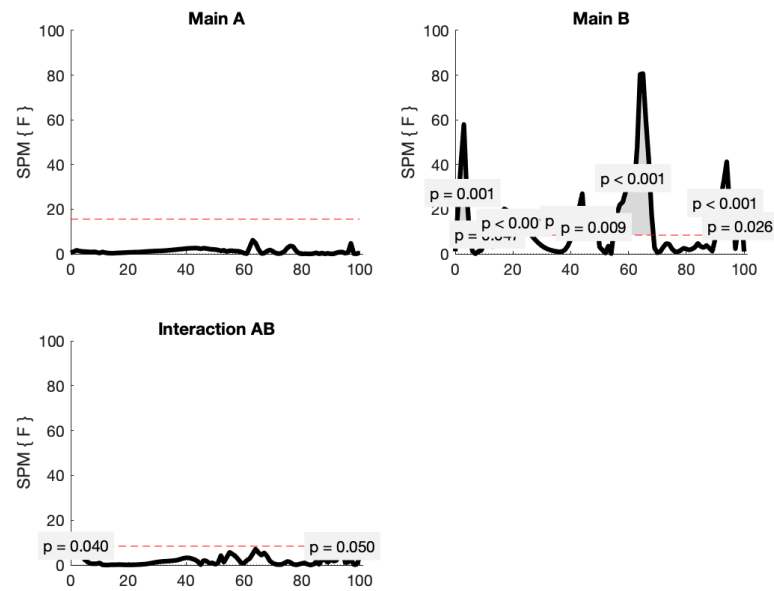 Main A
SPM { F }
100
80
60
40
20
0
0 20 40 60 80 100
Main B
SPM { F }
100
80
60
40
20
0
p = 0.001
p < 0.00
p
p = 0.009
p < 0.001
p < 0.001
p = 0.026
0 20 40 60 80 100
Interaction AB
SPM { F }
100
80
60
40
20
0
p = 0.040
p = 0.050
0 20 40 60 80 100